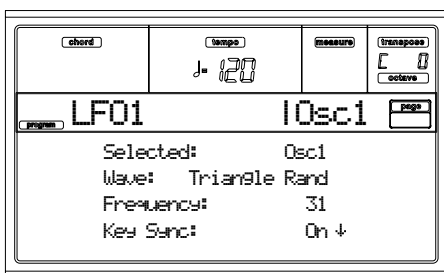 chord
tempo
measure
transpose
♩= 120
C 0
octave
program LFO1 |Osc1 page
Selected: Osc1
Wave: Triangle Rand
Frequency: 31
Key Sync: On ↓